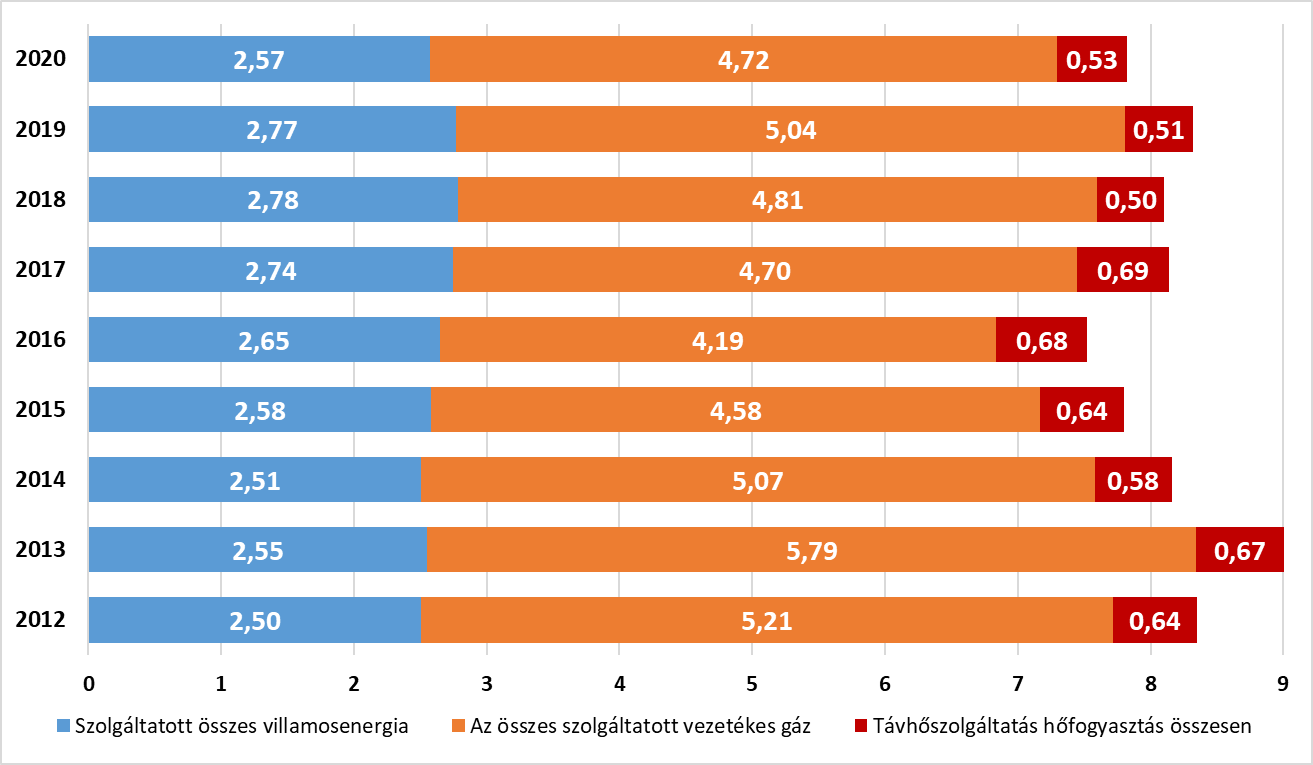 2020 2,57 4,72 0,53
2019 2,77 5,04 0,51
2018 2,78 4,81 0,50
2017 2,74 4,70 0,69
2016 2,65 4,19 0,68
2015 2,58 4,58 0,64
2014 2,51 5,07 0,58
2013 2,55 5,79 0,67
2012 2,50 5,21 0,64
0 1 2 3 4 5 6 7 8 9
Szolgáltatott összes villamosenergia Az összes szolgáltatott vezetékes gáz Távhőszolgáltatás hőfogyasztás összesen